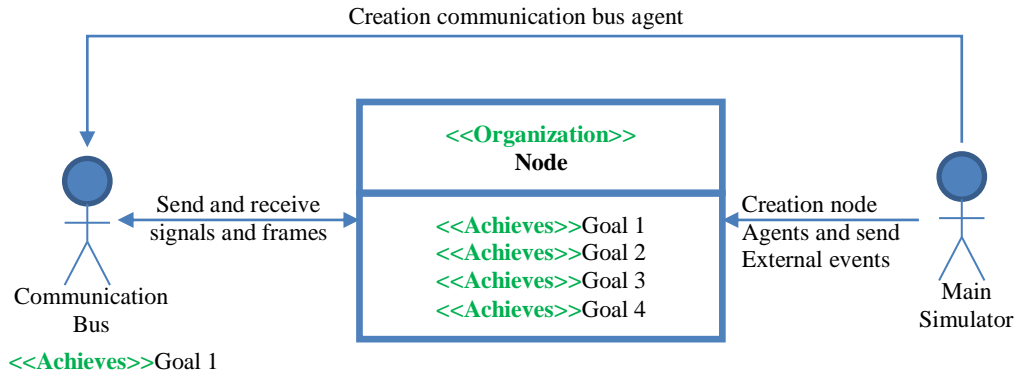 Creation communication bus agent
<<Organization>>
Node
Send and receive
signals and frames
<<Achieves>>Goal 1
<<Achieves>>Goal 2
<<Achieves>>Goal 3
<<Achieves>>Goal 4
Creation node
Agents and send
External events
Communication
Bus
<<Achieves>>Goal 1
Main
Simulator